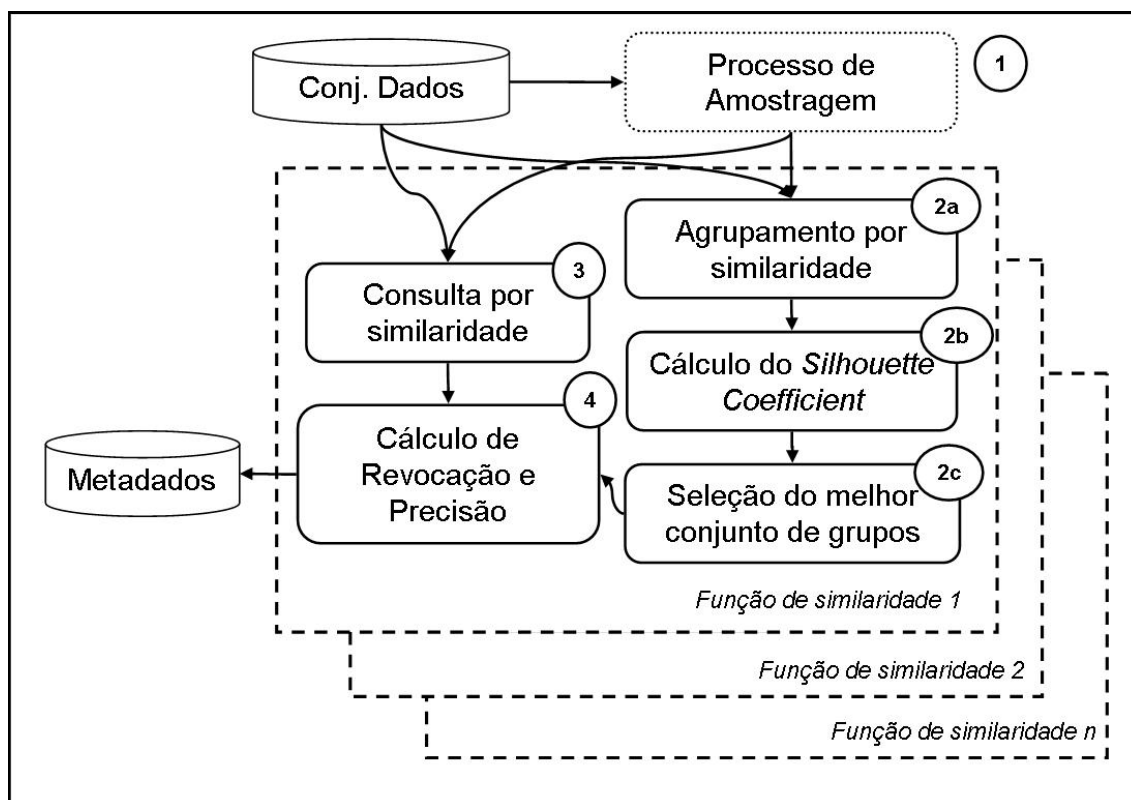 Conj. Dados
Processo de
Amostragem
1
2a
Agrupamento por
similaridade
3
Consulta por
similaridade
2b
Cálculo do Silhouette
Coefficient
4
Cálculo de
Revocação e
Precisão
Metadados
2c
Seleção do melhor
conjunto de grupos
Função de similaridade 1
Função de similaridade 2
Função de similaridade n